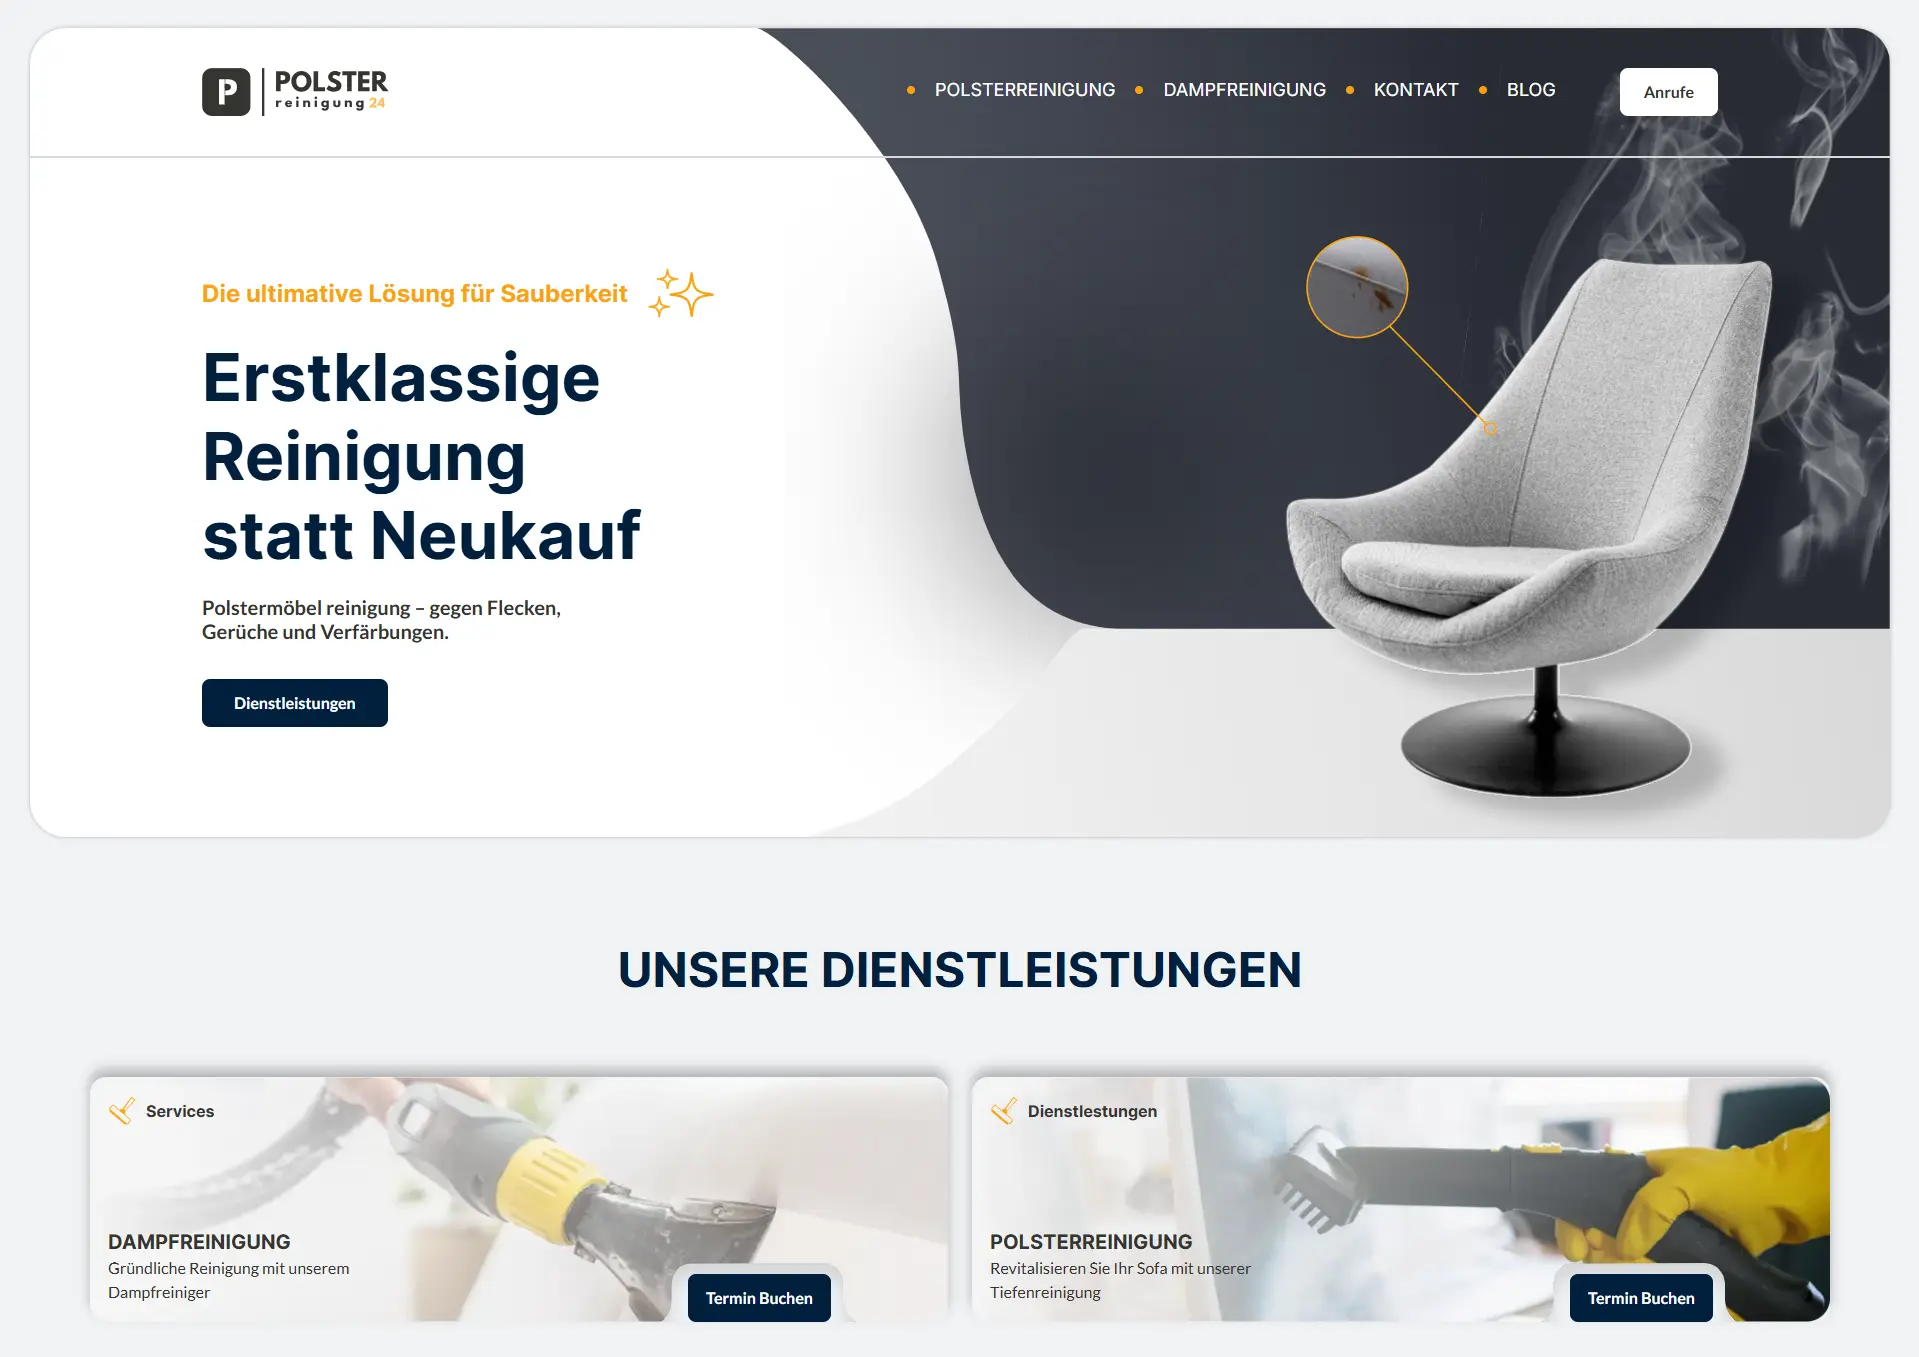 P
POLSTER
reinigung 24
POLSTERREINIGUNG
DAMPFREINIGUNG
KONTAKT
BLOG
Anrufe
Die ultimative Lösung für Sauberkeit
Erstklassige
Reinigung
statt Neukauf
Polstermöbel reinigung – gegen Flecken,
Gerüche und Verfärbungen.
Dienstleistungen
UNSERE DIENSTLEISTUNGEN
Services
DAMPFREINIGUNG
Gründliche Reinigung mit unserem
Dampfreiniger
Termin Buchen
Dienstlestungen
POLSTERREINIGUNG
Revitalisieren Sie Ihr Sofa mit unserer
Tiefenreinigung
Termin Buchen